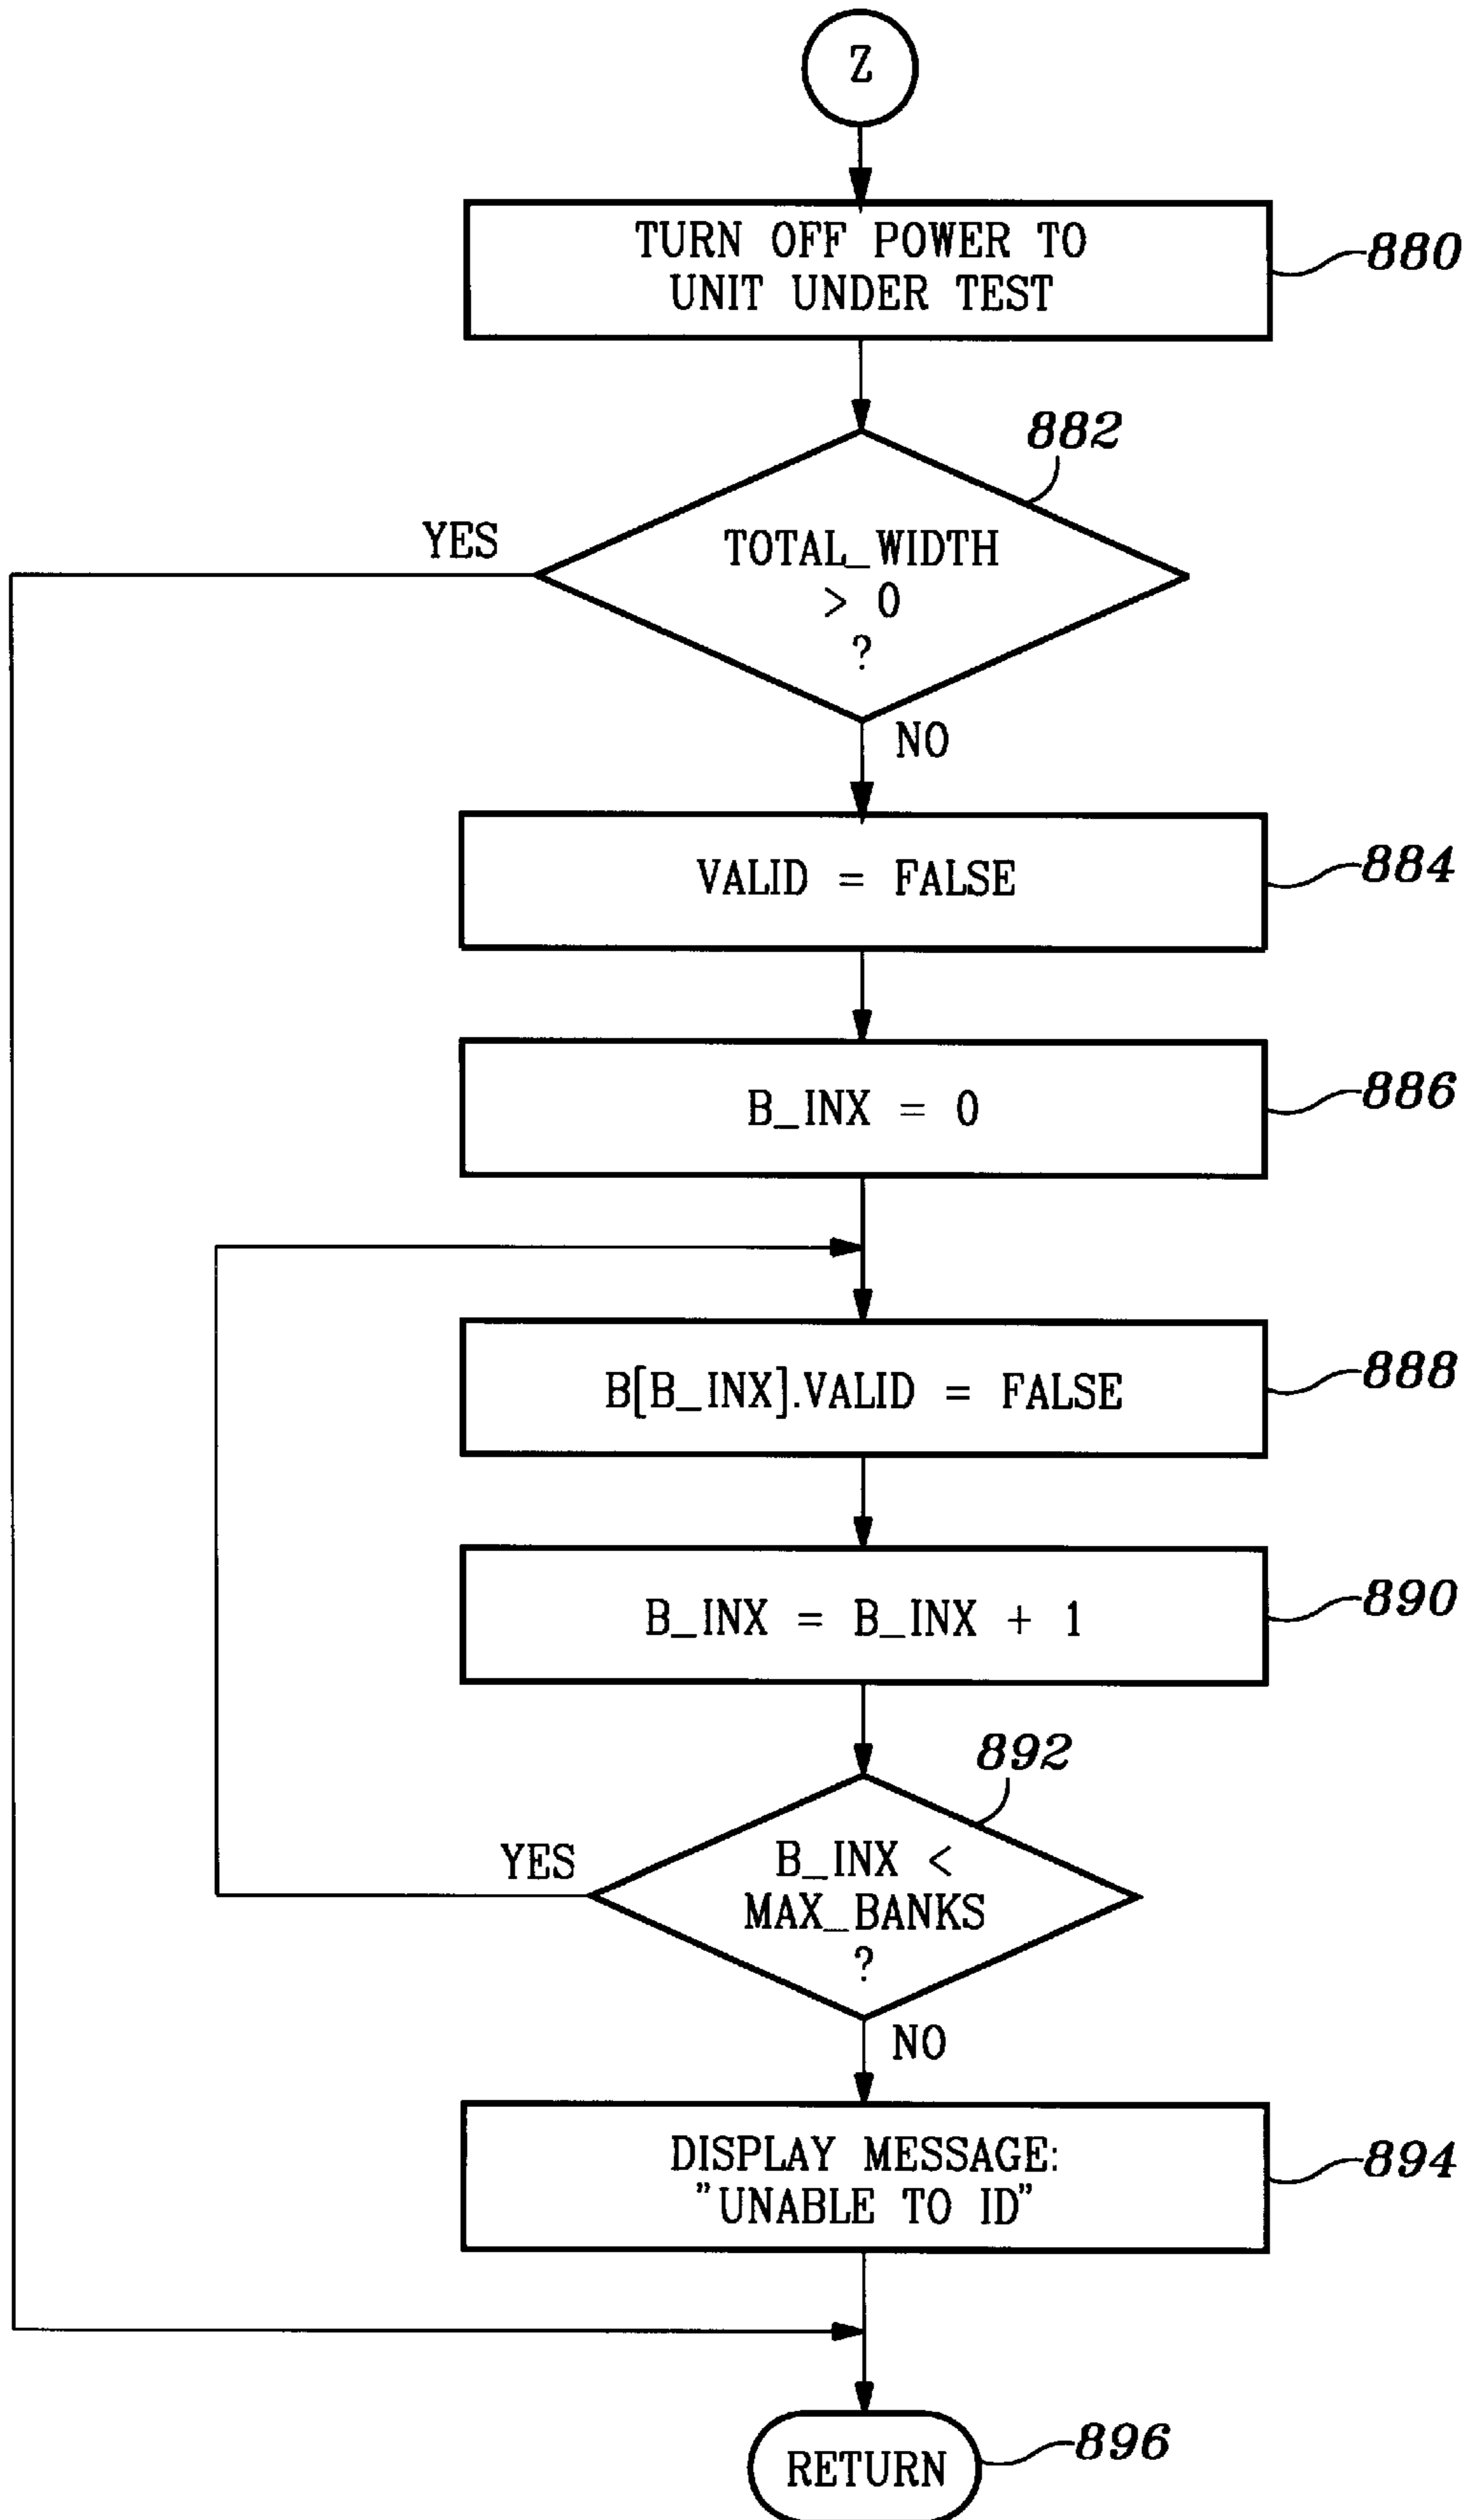 Z
TURN OFF POWER TO
UNIT UNDER TEST
880
882
YES
TOTAL_WIDTH
> 0
?
NO
VALID = FALSE
884
B_INX = 0
886
B[B_INX].VALID = FALSE
888
B_INX = B_INX + 1
890
892
YES
B_INX <
MAX_BANKS
?
NO
DISPLAY MESSAGE:
"UNABLE TO ID"
894
RETURN
896